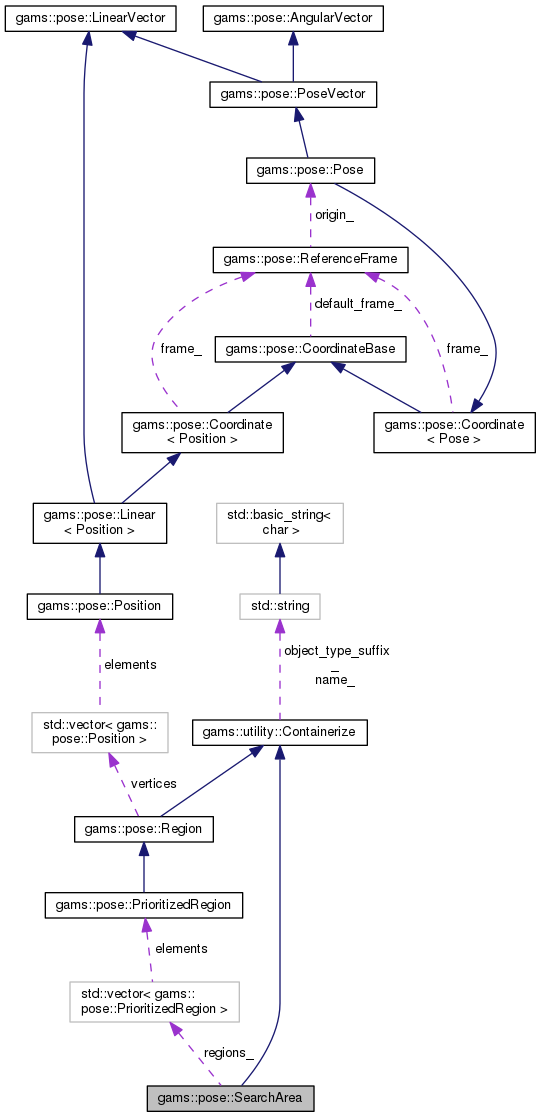 gams::pose::LinearVector
gams::pose::AngularVector
gams::pose::PoseVector
gams::pose::Pose
origin_
gams::pose::ReferenceFrame
default_frame_
frame_
gams::pose::CoordinateBase
frame_
gams::pose::Coordinate
< Position >
gams::pose::Coordinate
< Pose >
gams::pose::Linear
< Position >
std::basic_string<
char >
gams::pose::Position
std::string
elements
object_type_suffix
_
name_
std::vector< gams::
pose::Position >
gams::utility::Containerize
vertices
gams::pose::Region
gams::pose::PrioritizedRegion
elements
std::vector< gams::
pose::PrioritizedRegion >
regions_
gams::pose::SearchArea